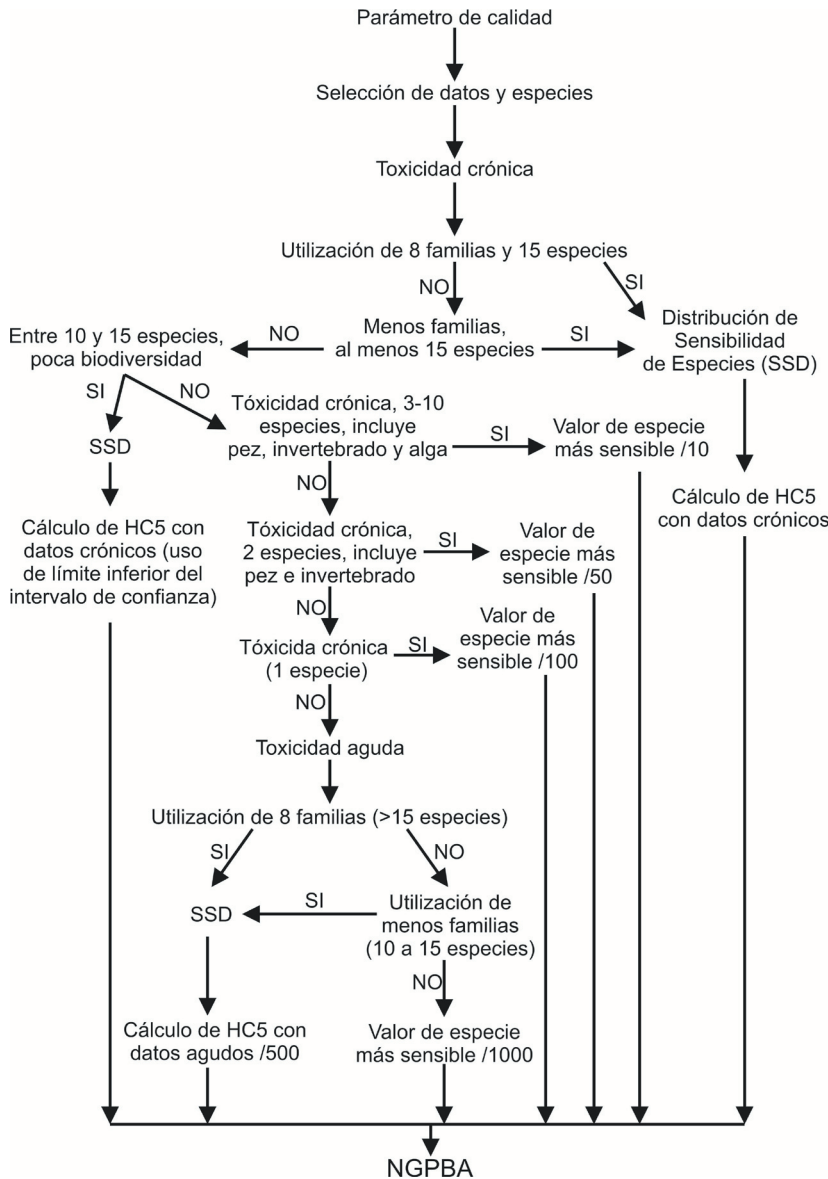 Parámetro de calidad
Selección de datos y especies
Toxicidad crónica
Utilización de 8 familias y 15 especies
NO
SI
Menos familias,
al menos 15 especies
NO
SI
Entre 10 y 15 especies,
poca biodiversidad
Distribución de
Sensibilidad
de Especies (SSD)
SI
NO
SSD
Tóxicidad crónica, 3-10
especies, incluye
pez, invertebrado y alga
SI
Valor de especie
más sensible /10
NO
Cálculo de HC5
con datos crónicos
Cálculo de HC5 con
datos crónicos (uso
de límite inferior del
intervalo de confianza)
Tóxicidad crónica,
2 especies, incluye
pez e invertebrado
SI
Valor de
especie más
sensible /50
NO
Tóxicida crónica
(1 especie)
SI
Valor de
especie más
sensible /100
NO
Toxicidad aguda
Utilización de 8 familias (>15 especies)
SI
NO
SSD
SI
Utilización de
menos familias
(10 a 15 especies)
NO
Cálculo de HC5 con
datos agudos /500
Valor de especie
más sensible /1000
NGPBA